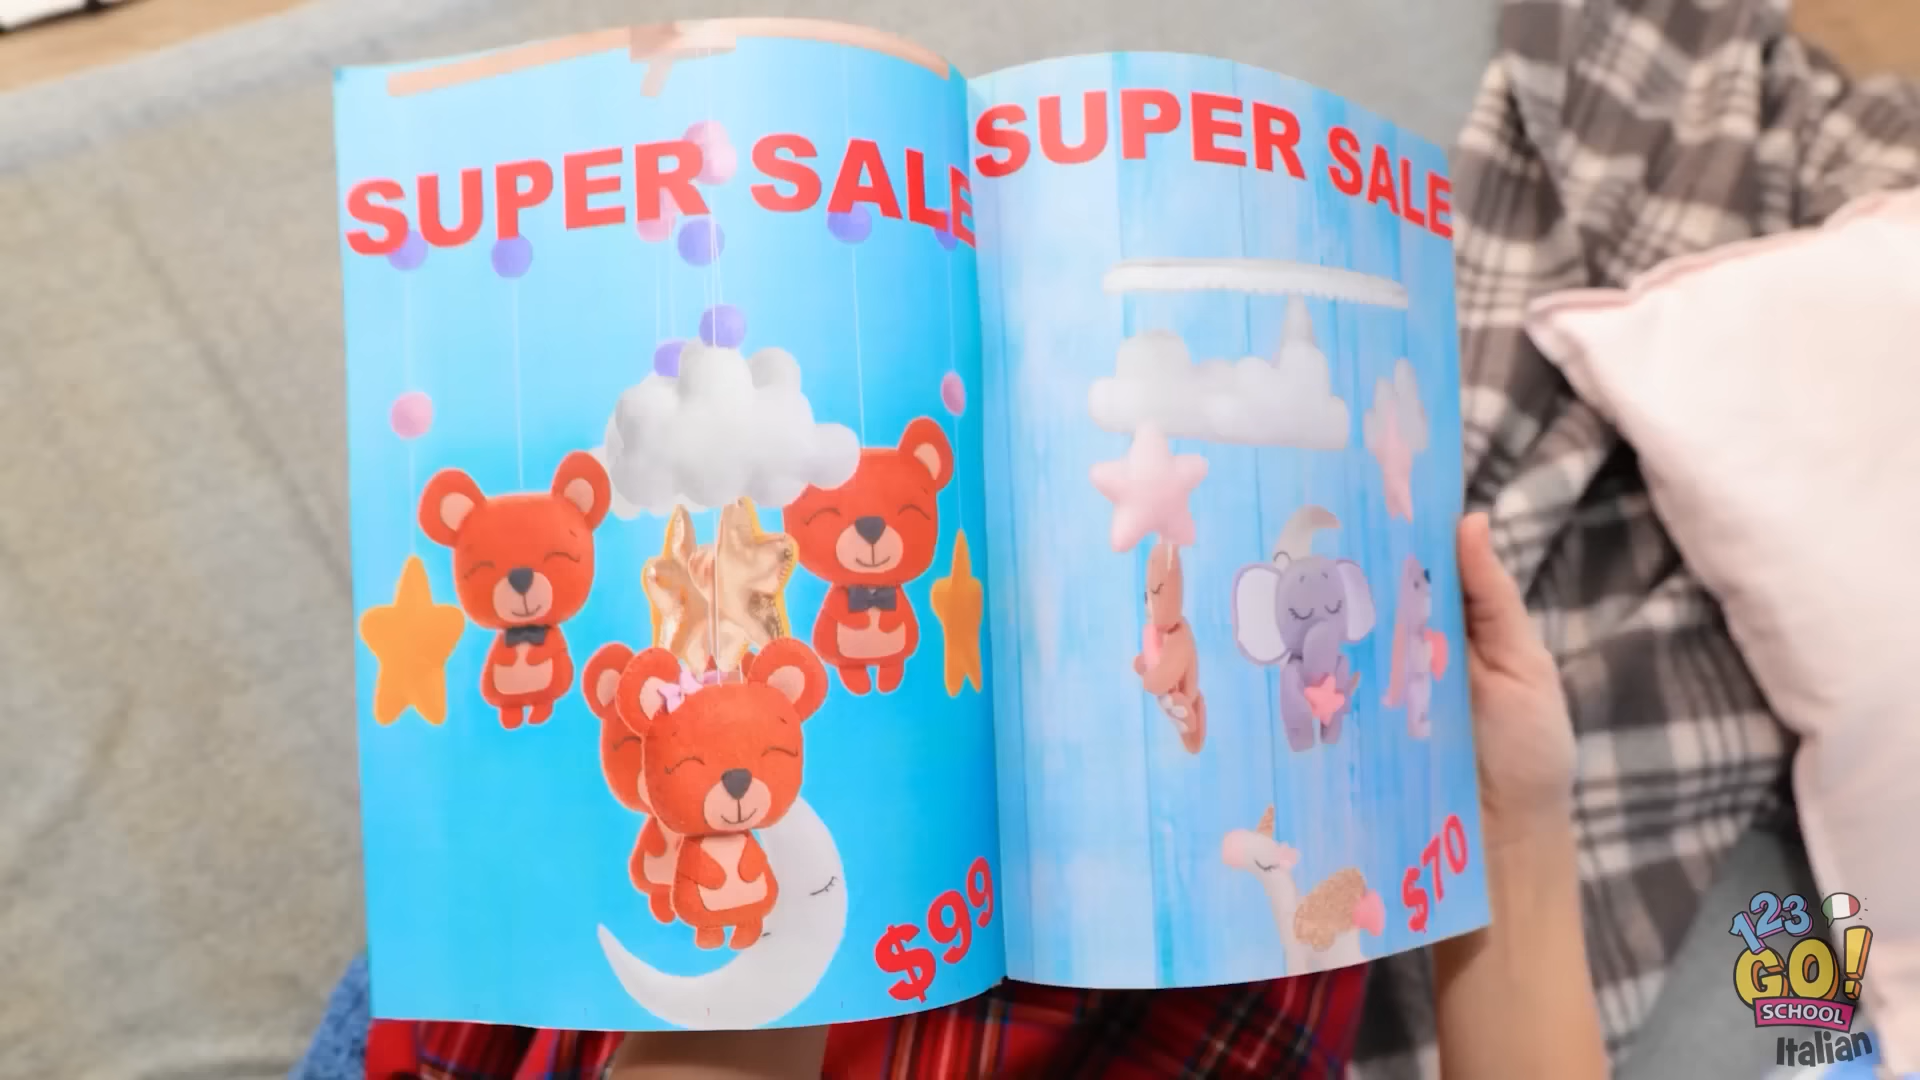 SUPER SALE
$99
SUPER SALE
$70
123
GO!
SCHOOL
Italian